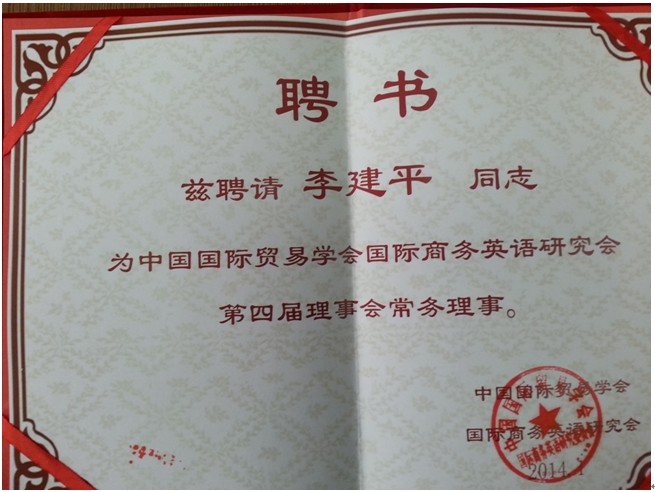 聘书
兹聘请 李建平 同志
为中国国际贸易学会国际商务英语研究会
第四届理事会常务理事。
中国国际贸易学会
国际商务英语研究会
2014.1